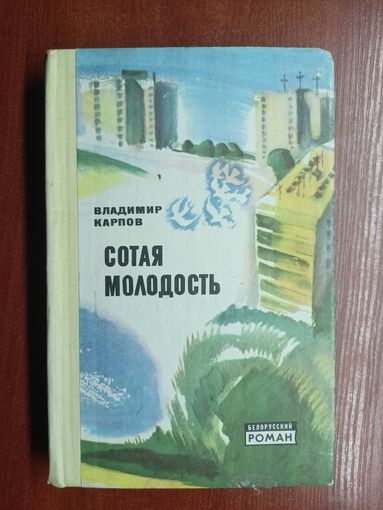 ВЛАДИМИР
КАРПОВ
СОТАЯ
МОЛОДОСТЬ
БЕЛОРУССКИЙ
РОМАН